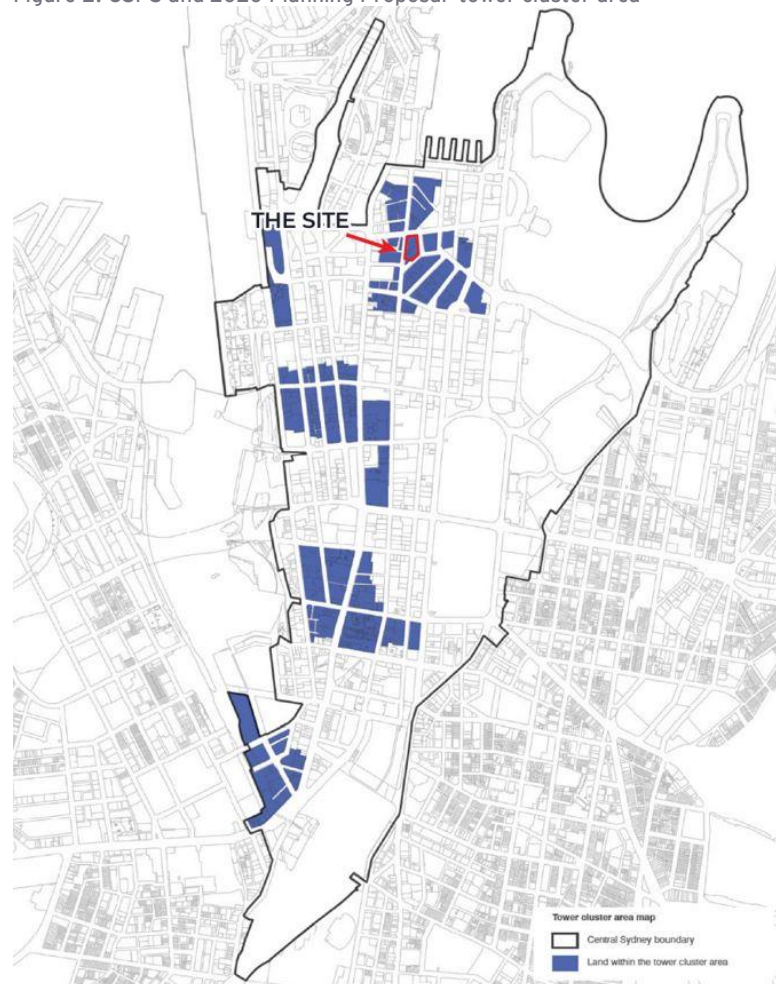 THE SITE
Tower cluster area map
Central Sydney boundary
Land within the tower cluster area